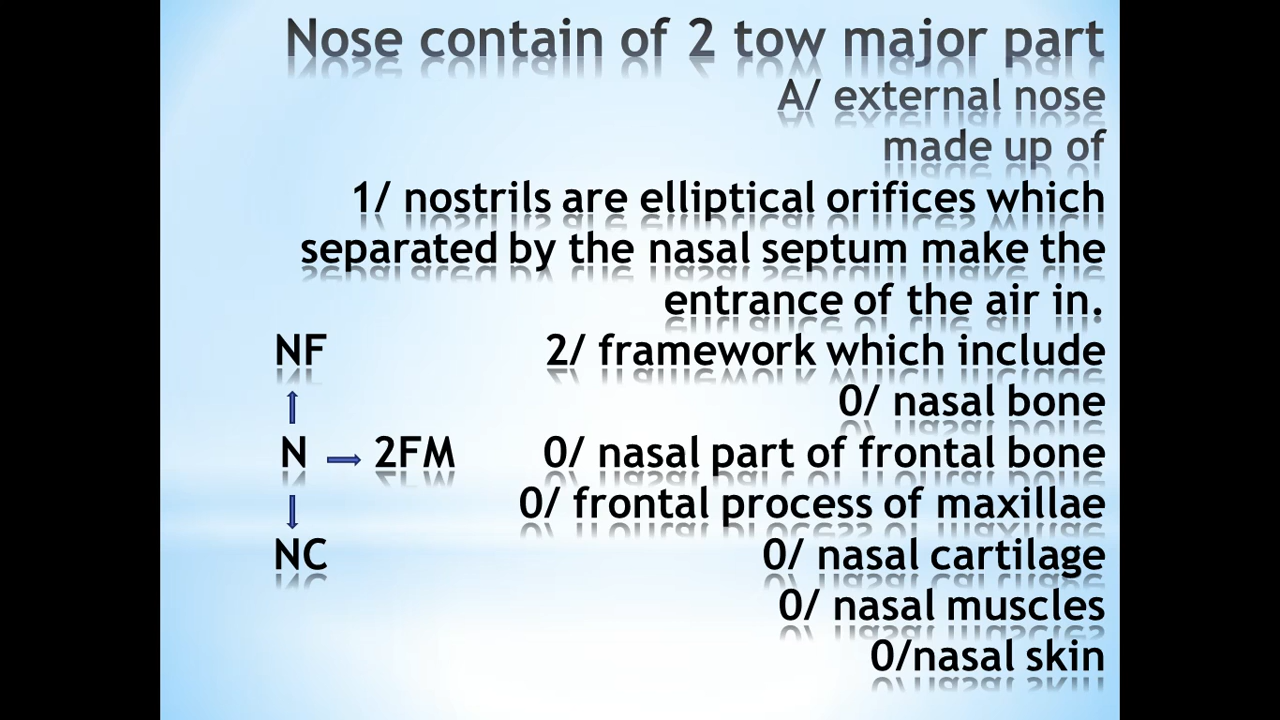 Nose contain of 2 tow major part
A/ external nose
made up of
1/ nostrils are elliptical orifices which
separated by the nasal septum make the
entrance of the air in.
NF 2/ framework which include
0/ nasal bone
N → 2FM 0/ nasal part of frontal bone
0/ frontal process of maxillae
NC 0/ nasal cartilage
0/ nasal muscles
0/nasal skin